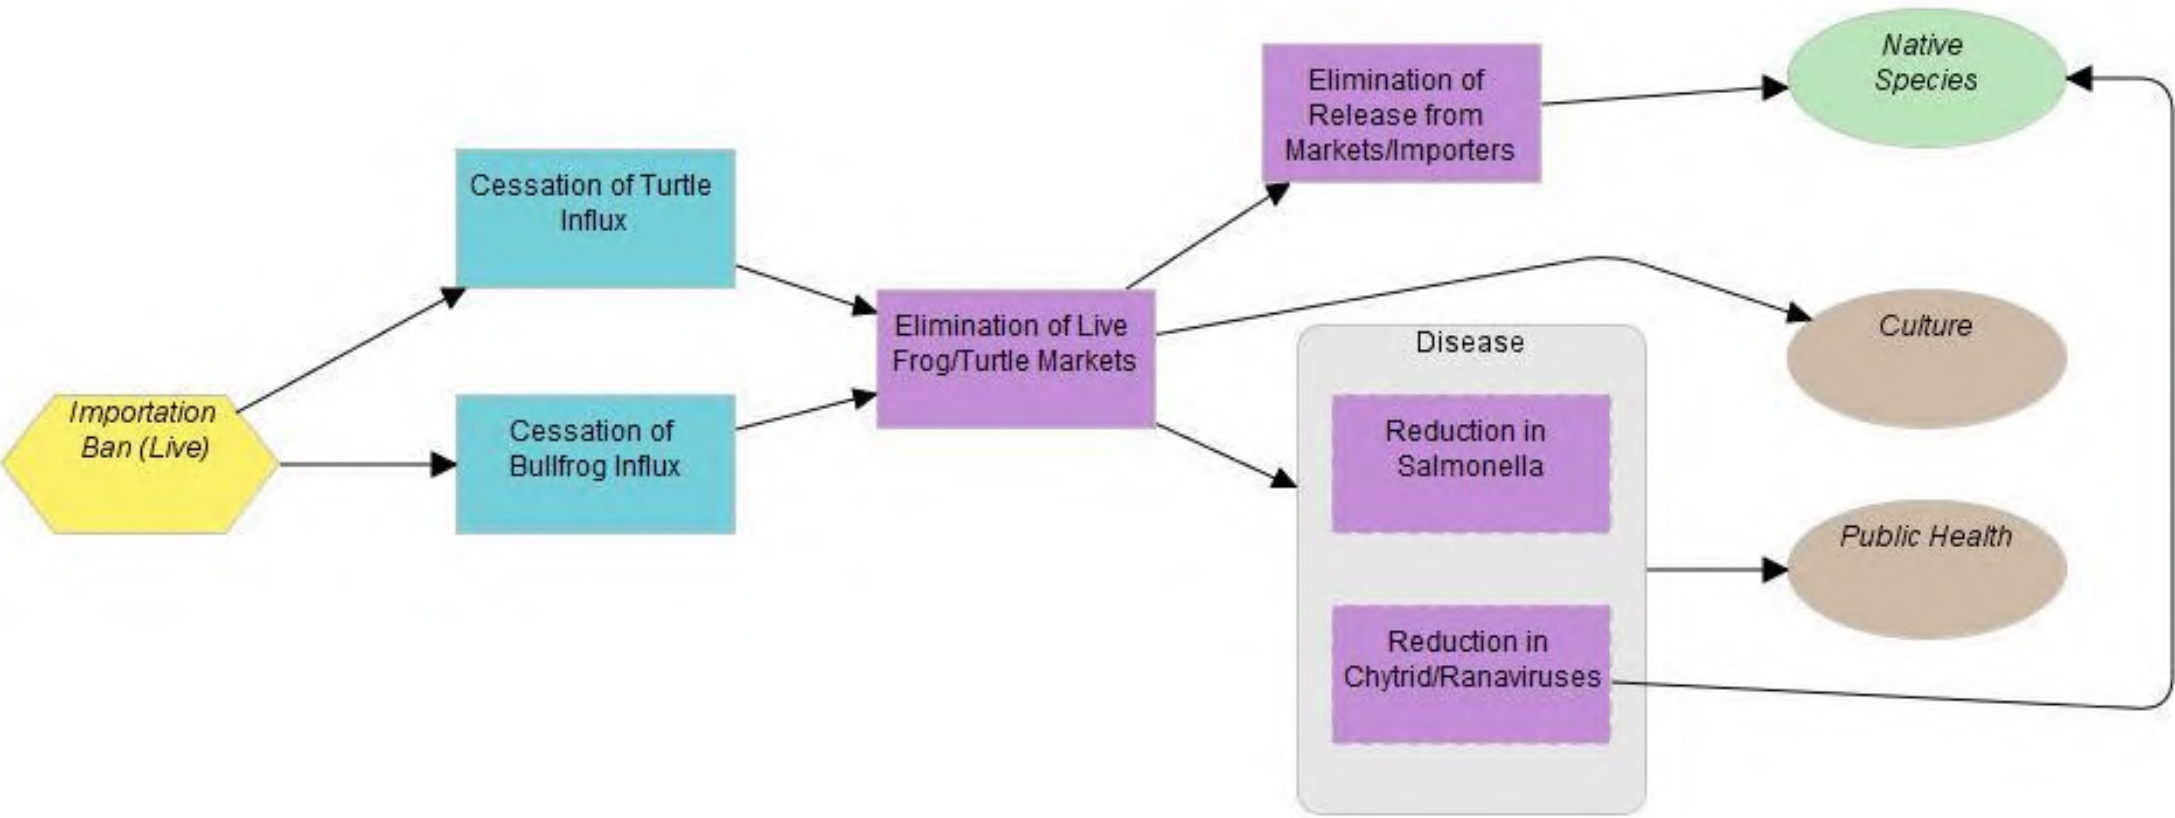 Importation
Ban (Live)
Cessation of Turtle
Influx
Cessation of
Bullfrog Influx
Elimination of Live
Frog/Turtle Markets
Elimination of
Release from
Markets/Importers
Disease
Reduction in
Salmonella
Reduction in
Chytrid/Ranaviruses
Native
Species
Culture
Public Health